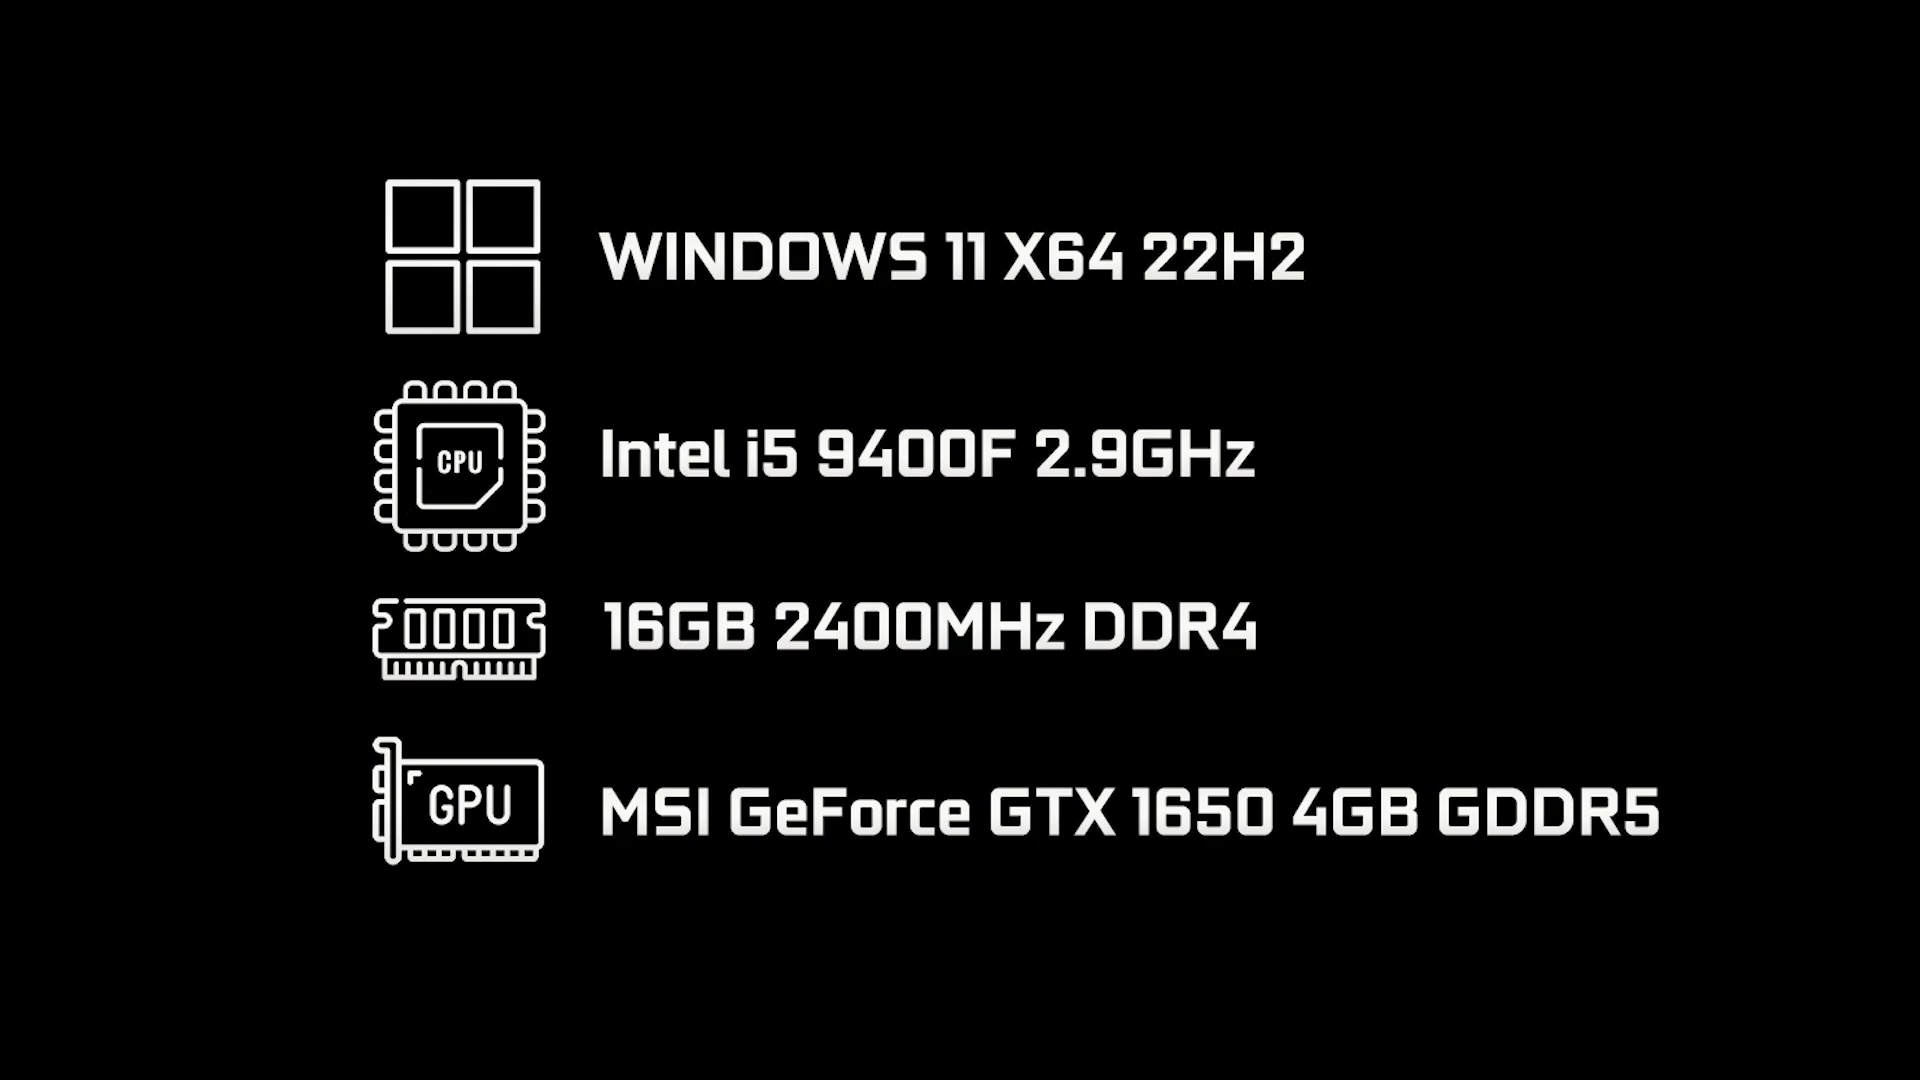 WINDOWS 11 X64 22H2
CPU
Intel i5 9400F 2.9GHz
16GB 2400MHz DDR4
GPU
MSI GeForce GTX 1650 4GB GDDR5